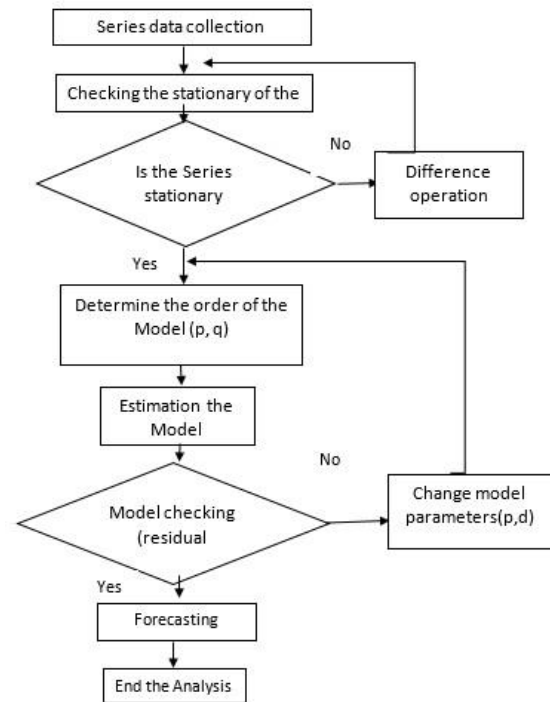 Series data collection
Checking the stationary of the
No
Is the Series
stationary
Difference
operation
Yes
Determine the order of the
Model (p, q)
Estimation the
Model
No
Model checking
(residual
Change model
parameters(p,d)
Yes
Forecasting
End the Analysis